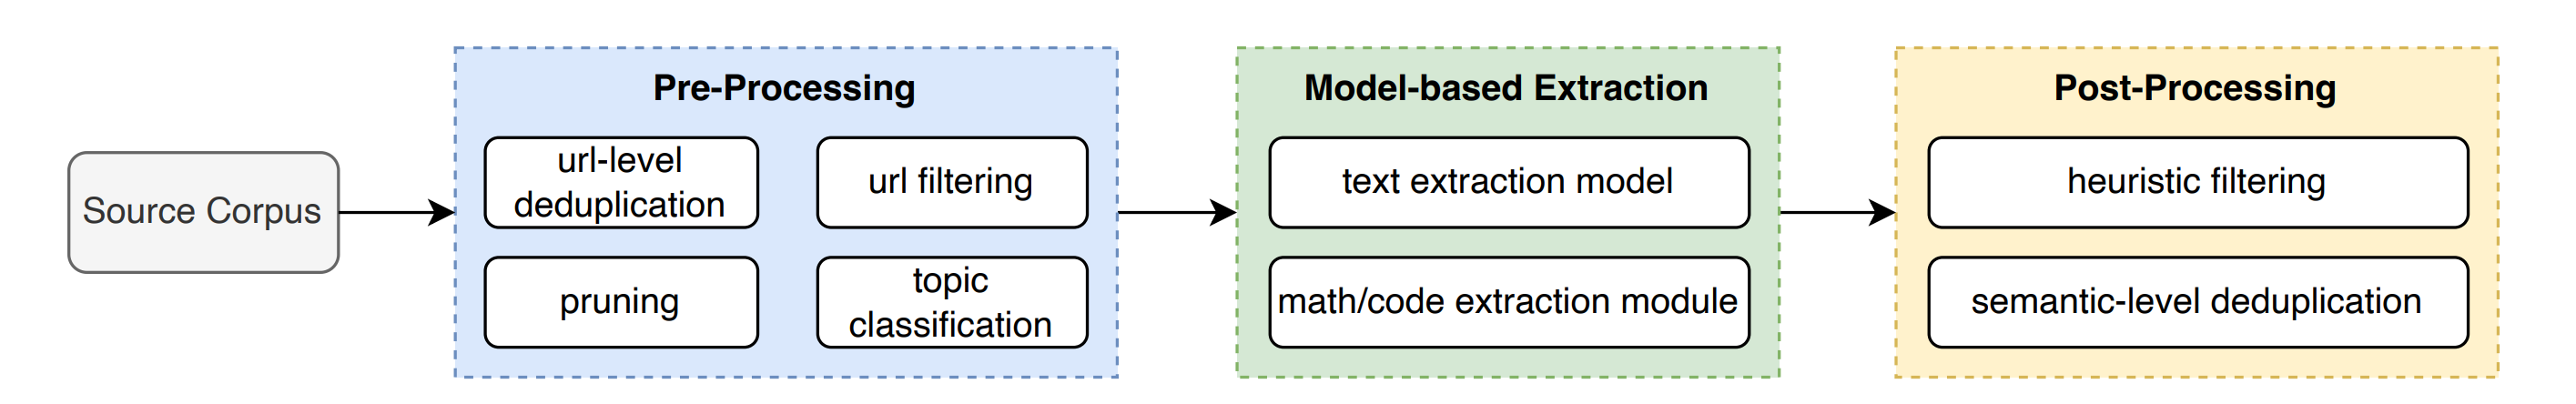 Source Corpus
Pre-Processing
url-level
deduplication
url filtering
pruning
topic
classification
Model-based Extraction
text extraction model
math/code extraction module
Post-Processing
heuristic filtering
semantic-level deduplication